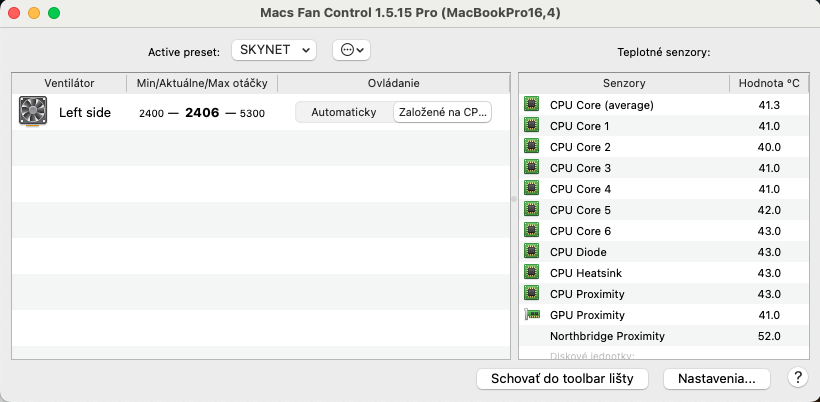 Macs Fan Control 1.5.15 Pro (MacBookPro16,4)
Active preset: SKYNET
Teplotné senzory:
Ventilátor Min/Aktuálne/Max otáčky Ovládanie
Left side 2400 — 2406 — 5300 Automaticky Založené na CP...
Senzory Hodnota °C
CPU Core (average) 41.3
CPU Core 1 41.0
CPU Core 2 40.0
CPU Core 3 41.0
CPU Core 4 41.0
CPU Core 5 42.0
CPU Core 6 43.0
CPU Diode 43.0
CPU Heatsink 43.0
CPU Proximity 43.0
GPU Proximity 41.0
Northbridge Proximity 52.0
Diskové jednotky:
Schovať do toolbar lišty Nastavenia... ?